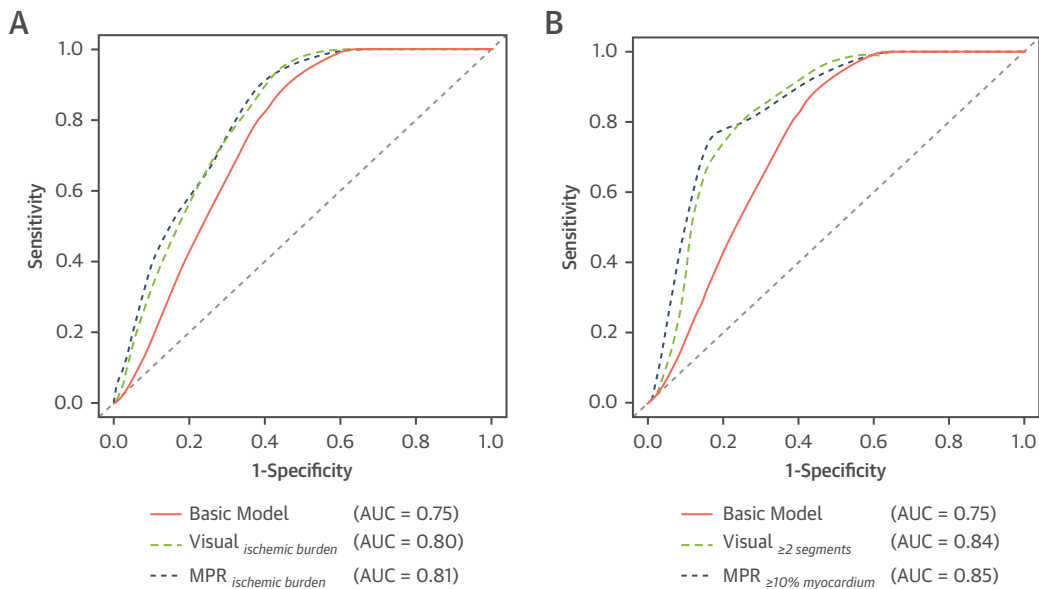 A
1.0
0.8
0.6
0.4
0.2
0.0
Sensitivity
0.0 0.2 0.4 0.6 0.8 1.0
1-Specificity
Basic Model (AUC = 0.75)
Visual ischemic burden (AUC = 0.80)
MPR ischemic burden (AUC = 0.81)
B
1.0
0.8
0.6
0.4
0.2
0.0
Sensitivity
0.0 0.2 0.4 0.6 0.8 1.0
1-Specificity
Basic Model (AUC = 0.75)
Visual ≥2 segments (AUC = 0.84)
MPR ≥10% myocardium (AUC = 0.85)